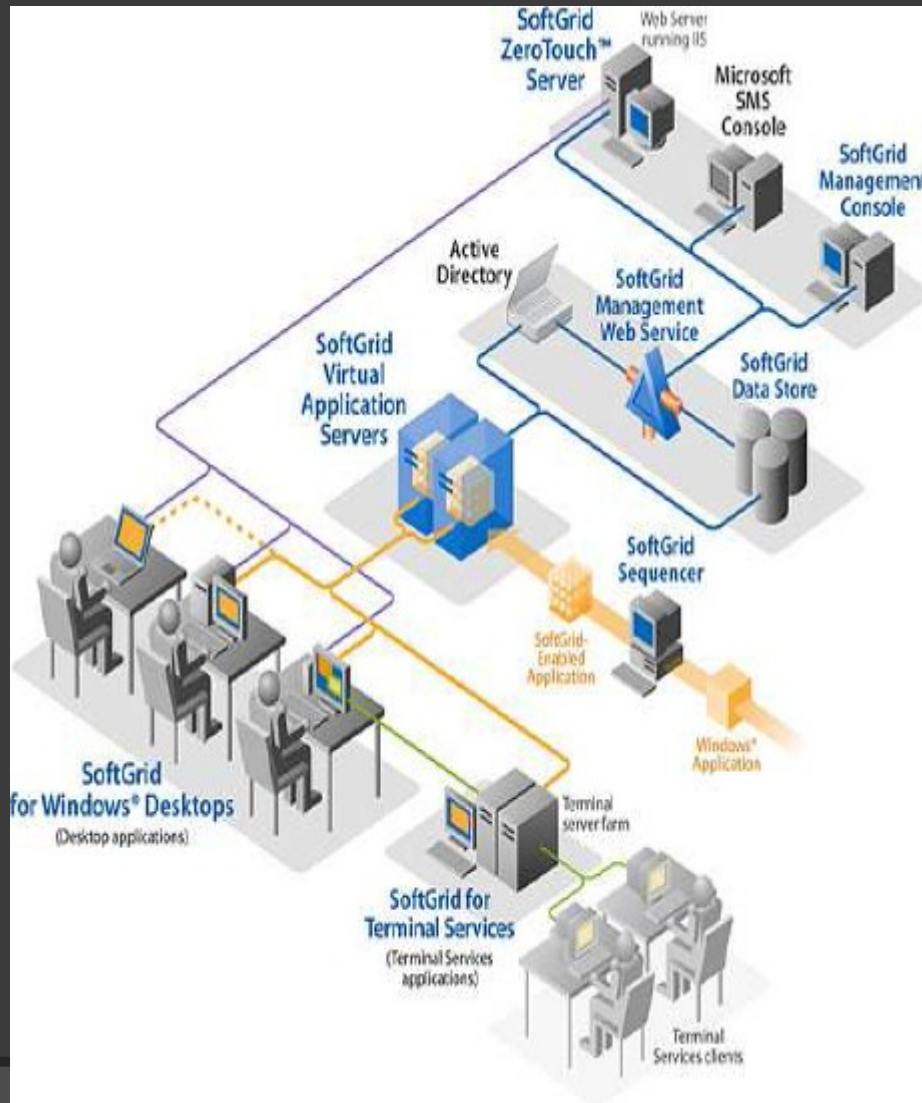 SoftGrid
ZeroTouch™
Server
Web Server
running IIS
Microsoft
SMS
Console
SoftGrid
Management
Console
Active
Directory
SoftGrid
Management
Web Service
SoftGrid
Data Store
SoftGrid
Virtual
Application
Servers
SoftGrid
Sequencer
SoftGrid-
Enabled
Application
Windows®
Application
SoftGrid
for Windows® Desktops
(Desktop applications)
Terminal
server farm
SoftGrid for
Terminal Services
(Terminal Services
applications)
Terminal
Services clients